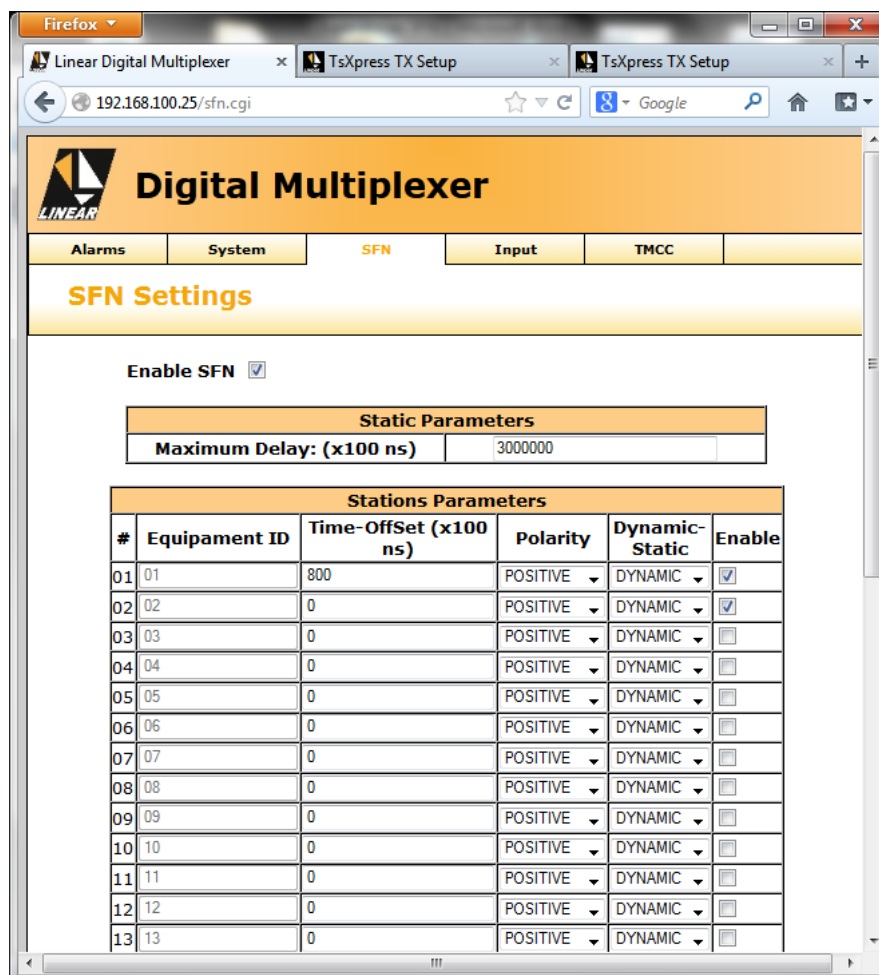 Firefox
Linear Digital Multiplexer × TsXpress TX Setup × TsXpress TX Setup × +
192.168.100.25/sfn.cgi Google
LINEAR
Digital Multiplexer
Alarms System SFN Input TMCC
SFN Settings
Enable SFN
Static Parameters
Maximum Delay: (x100 ns) 3000000
Stations Parameters
# Equipament ID Time-OffSet (x100 ns) Polarity Dynamic-Static Enable
01 01 800 POSITIVE DYNAMIC
02 02 0 POSITIVE DYNAMIC
03 03 0 POSITIVE DYNAMIC
04 04 0 POSITIVE DYNAMIC
05 05 0 POSITIVE DYNAMIC
06 06 0 POSITIVE DYNAMIC
07 07 0 POSITIVE DYNAMIC
08 08 0 POSITIVE DYNAMIC
09 09 0 POSITIVE DYNAMIC
10 10 0 POSITIVE DYNAMIC
11 11 0 POSITIVE DYNAMIC
12 12 0 POSITIVE DYNAMIC
13 13 0 POSITIVE DYNAMIC